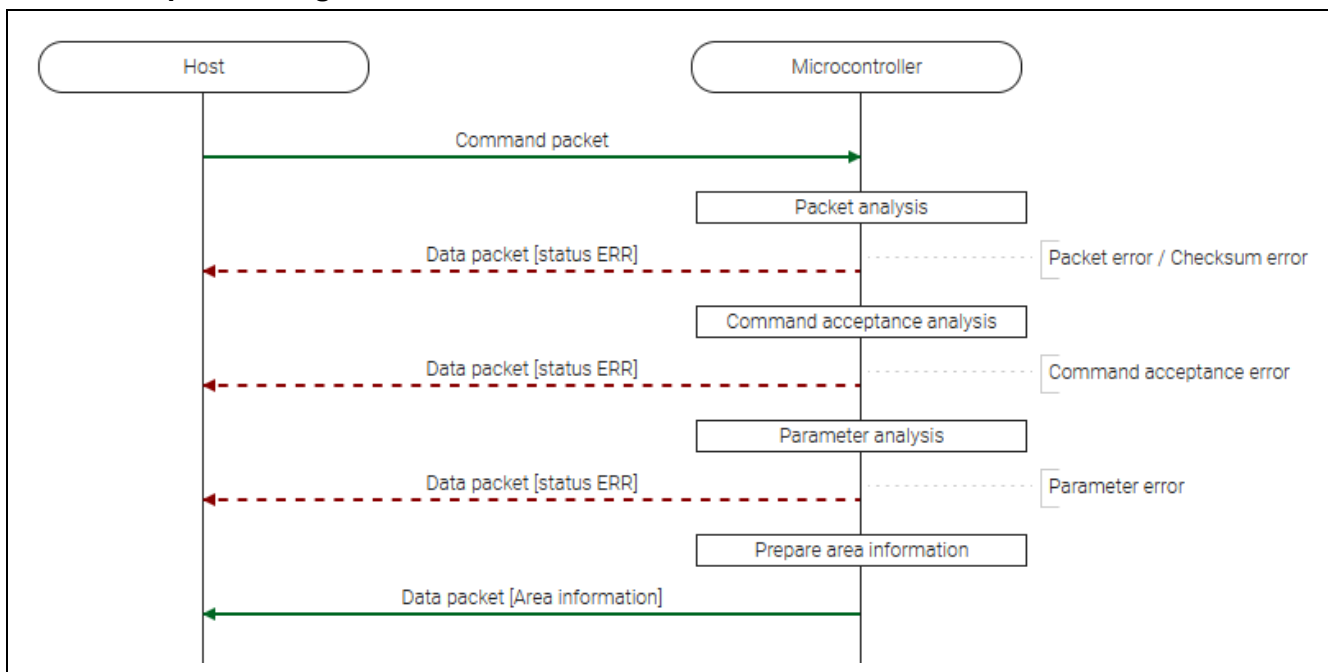 Host
Microcontroller
Command packet
Packet analysis
Data packet [status ERR]
Packet error / Checksum error
Command acceptance analysis
Data packet [status ERR]
Command acceptance error
Parameter analysis
Data packet [status ERR]
Parameter error
Prepare area information
Data packet [Area information]